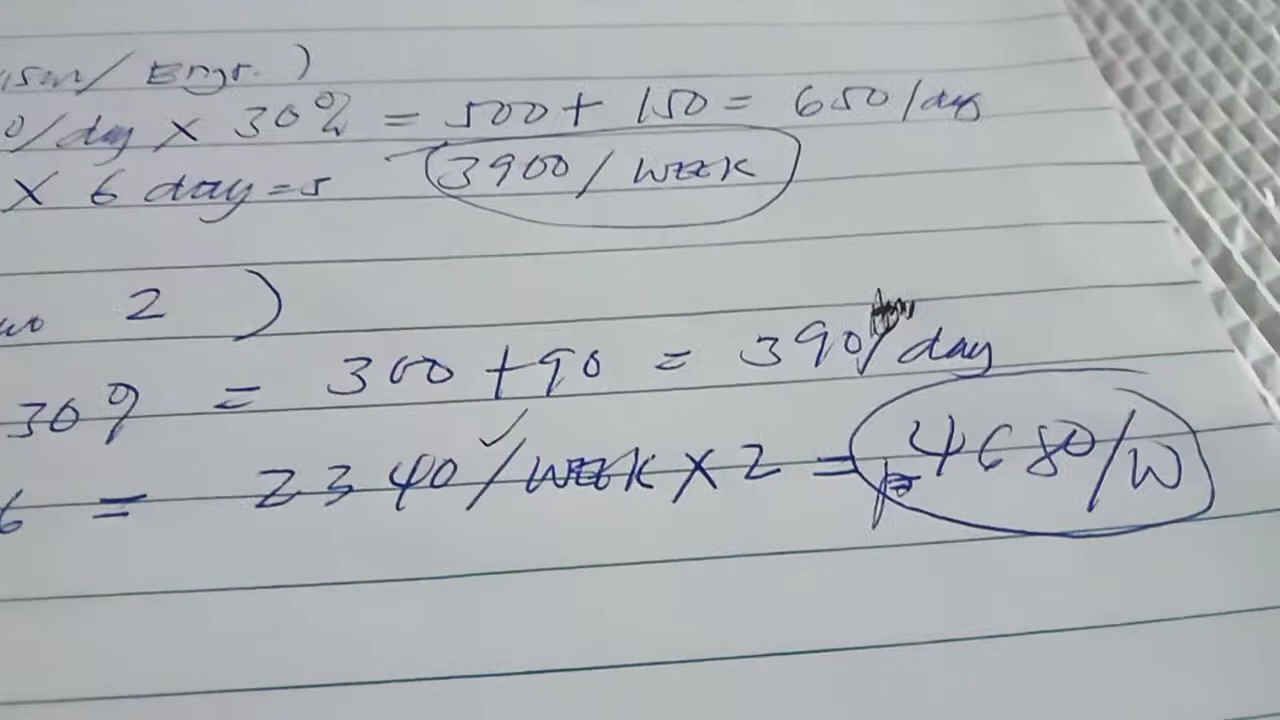 / Engr. )
0/day X 30% = 500 + 150 = 650/day
X 6 day = 3900 / WEEK
2 )
30% = 300 + 90 = 390/day
6 = 2340 / WEEK X 2 = ₱4680/W